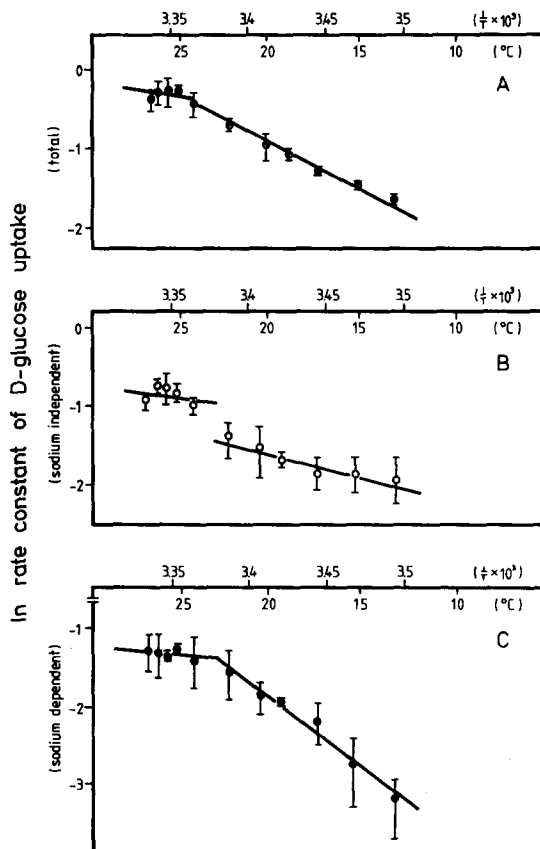 3.35 3.4 3.45 3.5 (1/T × 10³)
25 20 15 10 (°C)
A
0
-1
-2
(total)
3.35 3.4 3.45 3.5 (1/T × 10³)
25 20 15 10 (°C)
B
0
-1
-2
(sodium independent)
3.35 3.4 3.45 3.5 (1/T × 10³)
25 20 15 10 (°C)
C
-1
-2
-3
(sodium dependent)
ln rate constant of D-glucose uptake